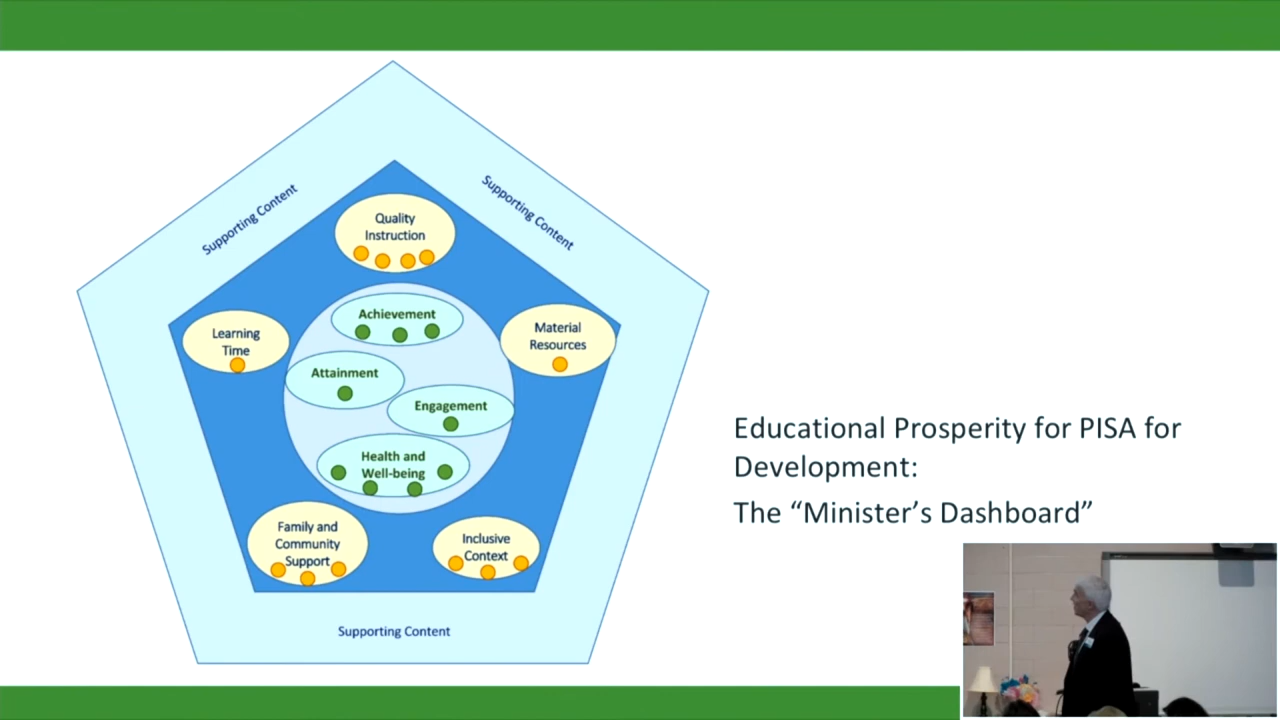 Supporting Content
Supporting Content
Quality
Instruction
Achievement
Learning
Time
Material
Resources
Attainment
Engagement
Health and
Well-being
Family and
Community
Support
Inclusive
Context
Supporting Content
Educational Prosperity for PISA for
Development:
The “Minister’s Dashboard”